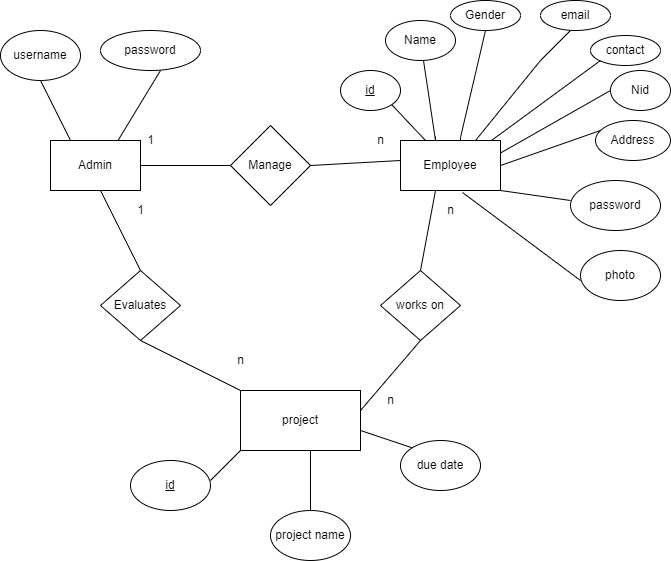 Gender
email
Name
username
password
contact
id
Nid
1
n
Address
Admin
Manage
Employee
1
n
password
photo
Evaluates
works on
n
n
project
due date
id
project name